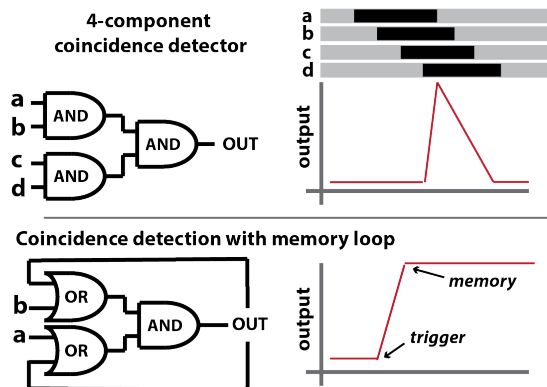 4-component
coincidence detector
a
b
c
d
AND
AND
AND
OUT
a
b
c
d
output
Coincidence detection with memory loop
b
a
OR
OR
AND
OUT
output
memory
trigger